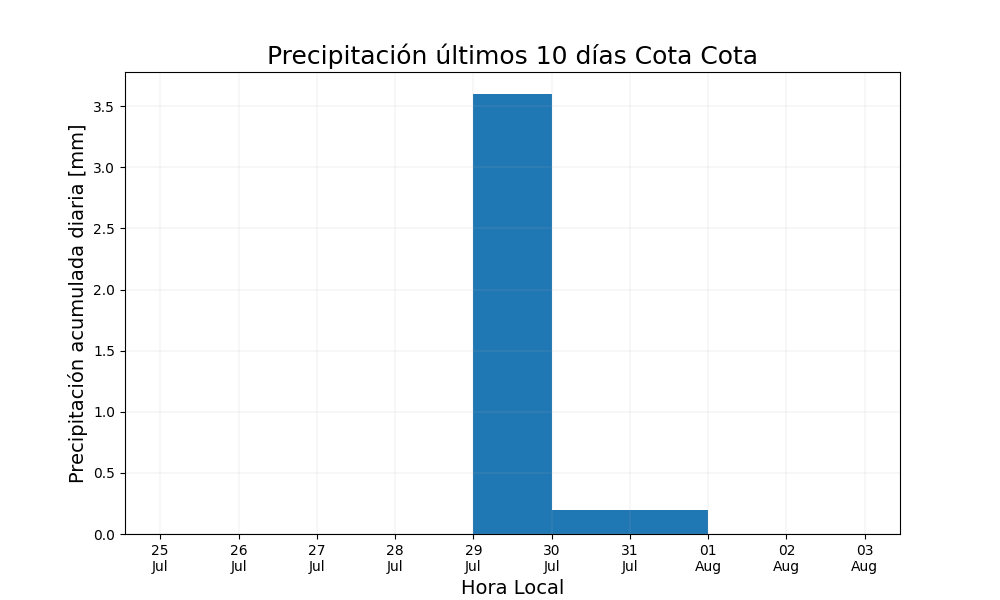 Precipitación últimos 10 días Cota Cota
Precipitación acumulada diaria [mm]
3.5
3.0
2.5
2.0
1.5
1.0
0.5
0.0
25 26 27 28 29 30 31 01 02 03
Jul Jul Jul Jul Jul Jul Jul Aug Aug Aug
Hora Local